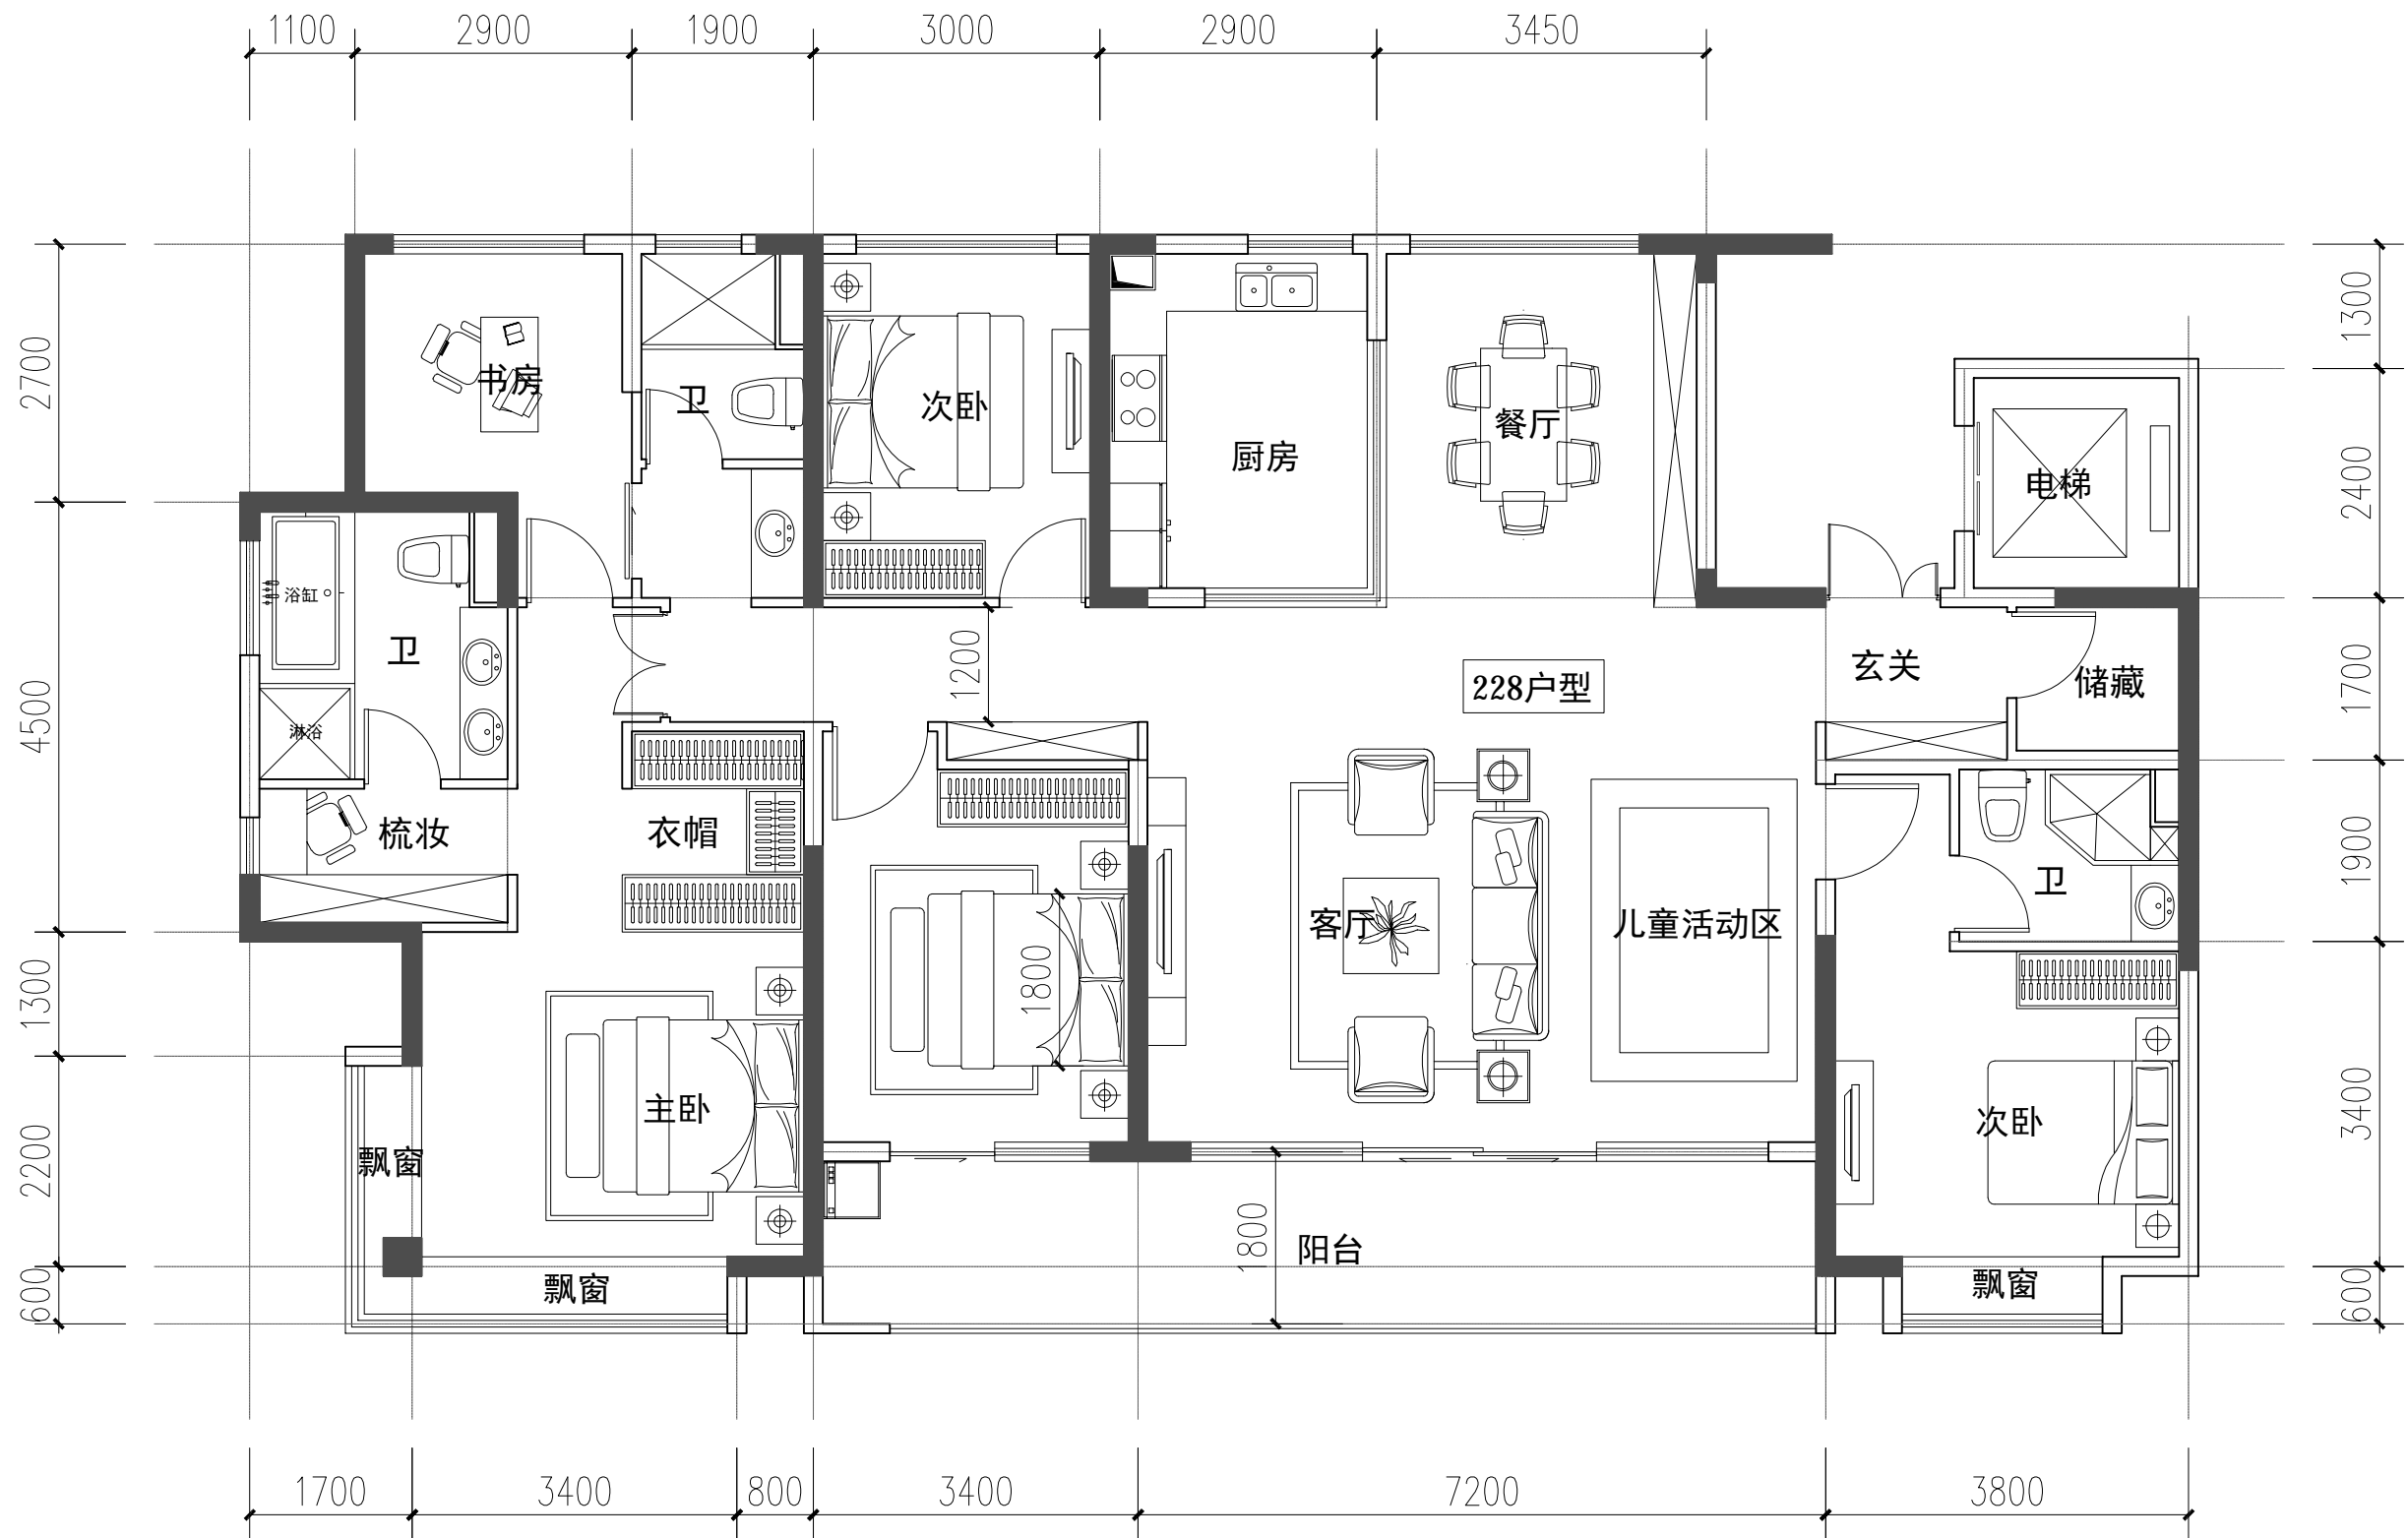 1100 2900 1900 3000 2900 3450
2700
4500
1300
2200
600
1300
2400
1700
1900
3400
600
书房
卫
次卧
厨房
餐厅
电梯
浴缸
卫
淋浴
1200
228户型
玄关
储藏
梳妆
衣帽
卫
客厅
儿童活动区
1800
主卧
次卧
飘窗
飘窗
1800
阳台
飘窗
1700 3400 800 3400 7200 3800